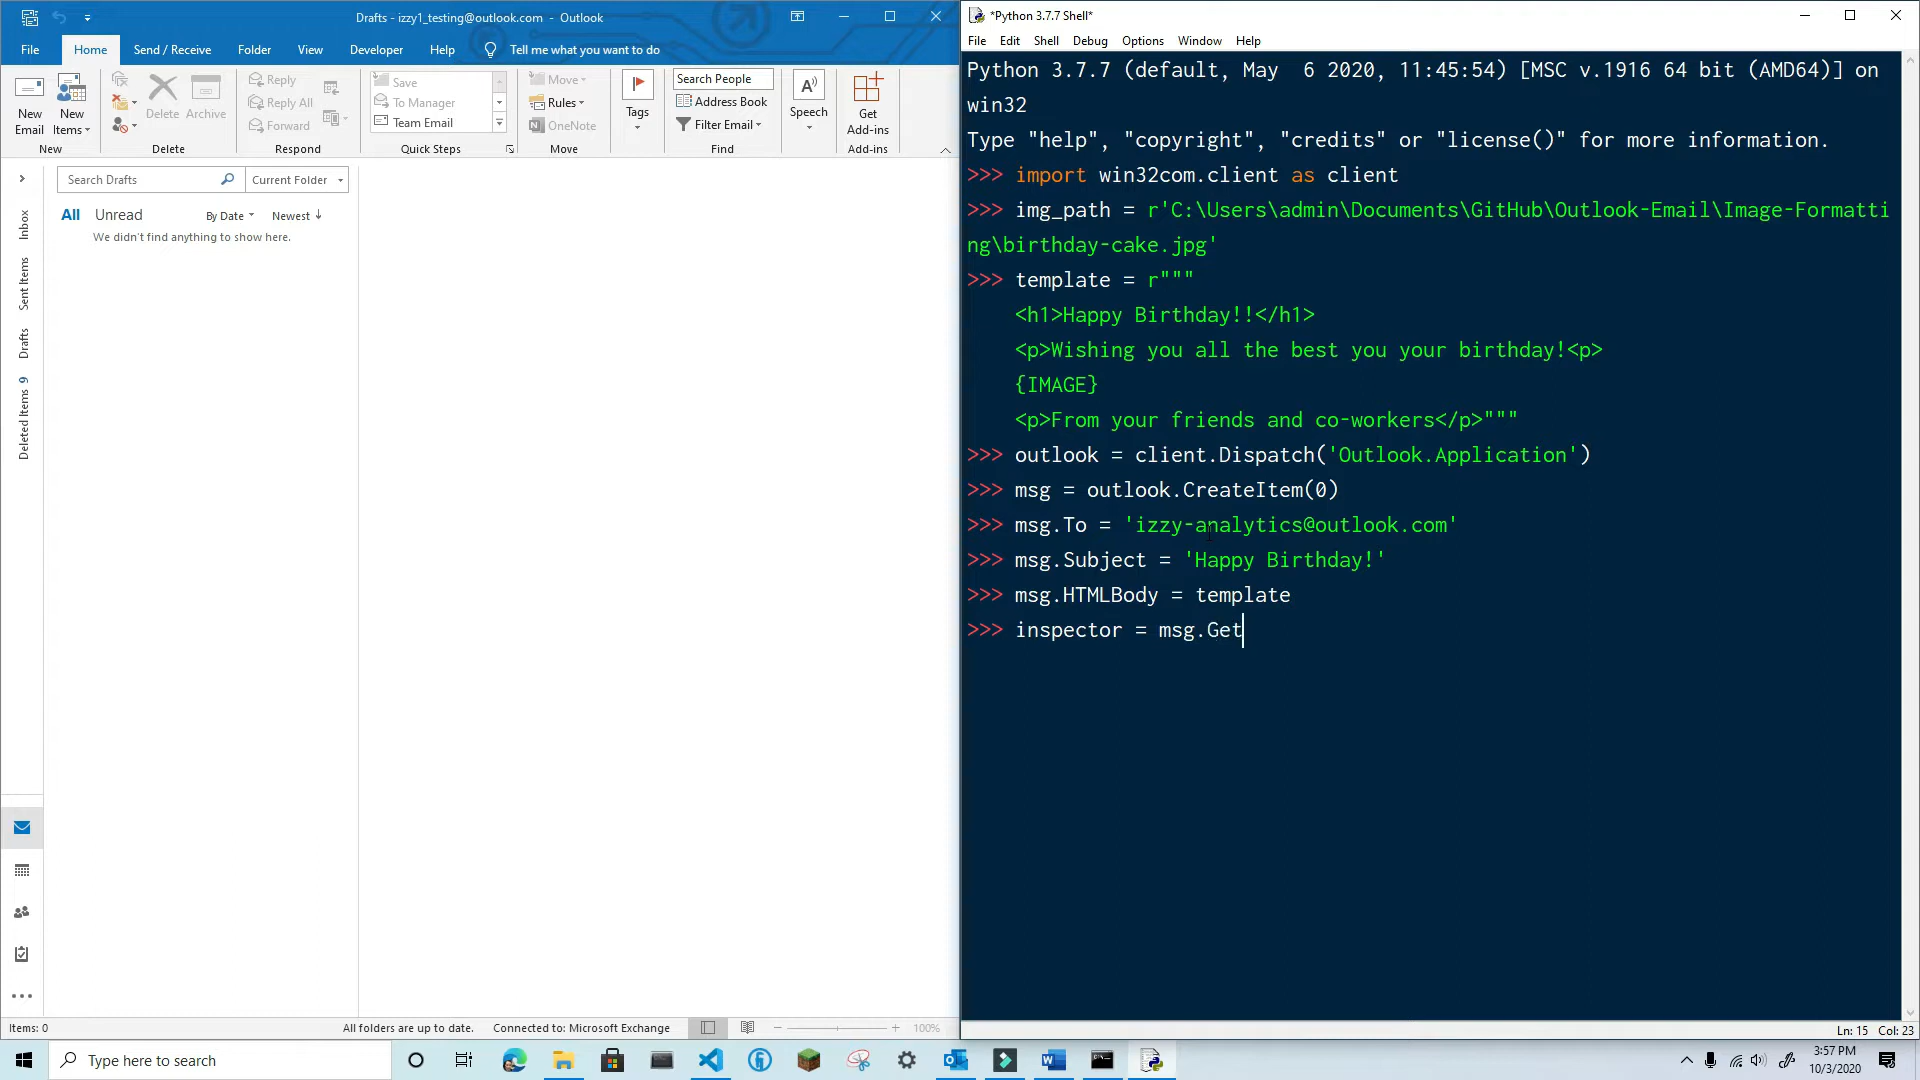 Drafts - izzy1_testing@outlook.com - Outlook
File Home Send / Receive Folder View Developer Help Tell me what you want to do
New Email
New Items
Delete Archive
Reply
Reply All
Forward
Save
To Manager
Team Email
Move
Rules
OneNote
Tags
Search People
Address Book
Filter Email
Speech
Get Add-ins
New Delete Respond Quick Steps Move Find Add-ins
Search Drafts Current Folder
All Unread By Date Newest
We didn't find anything to show here.
Inbox
Sent Items
Drafts
Deleted Items 9
Items: 0 All folders are up to date. Connected to: Microsoft Exchange 100%
*Python 3.7.7 Shell*
File Edit Shell Debug Options Window Help
Python 3.7.7 (default, May  6 2020, 11:45:54) [MSC v.1916 64 bit (AMD64)] on
win32
Type "help", "copyright", "credits" or "license()" for more information.
>>> import win32com.client as client
>>> img_path = r'C:\Users\admin\Documents\GitHub\Outlook-Email\Image-Formatti
ng\birthday-cake.jpg'
>>> template = r"""
<h1>Happy Birthday!!</h1>
<p>Wishing you all the best you your birthday!<p>
{IMAGE}
<p>From your friends and co-workers</p>"""
>>> outlook = client.Dispatch('Outlook.Application')
>>> msg = outlook.CreateItem(0)
>>> msg.To = 'izzy-analytics@outlook.com'
>>> msg.Subject = 'Happy Birthday!'
>>> msg.HTMLBody = template
>>> inspector = msg.Get
Ln: 15 Col: 23
Type here to search
3:57 PM
10/3/2020